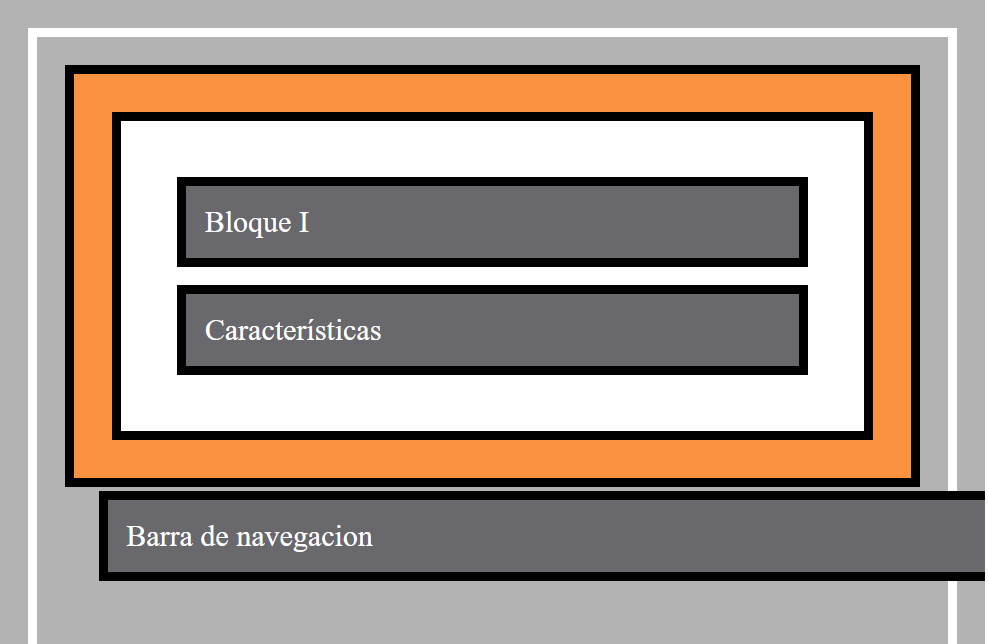 Bloque I
Características
Barra de navegacion